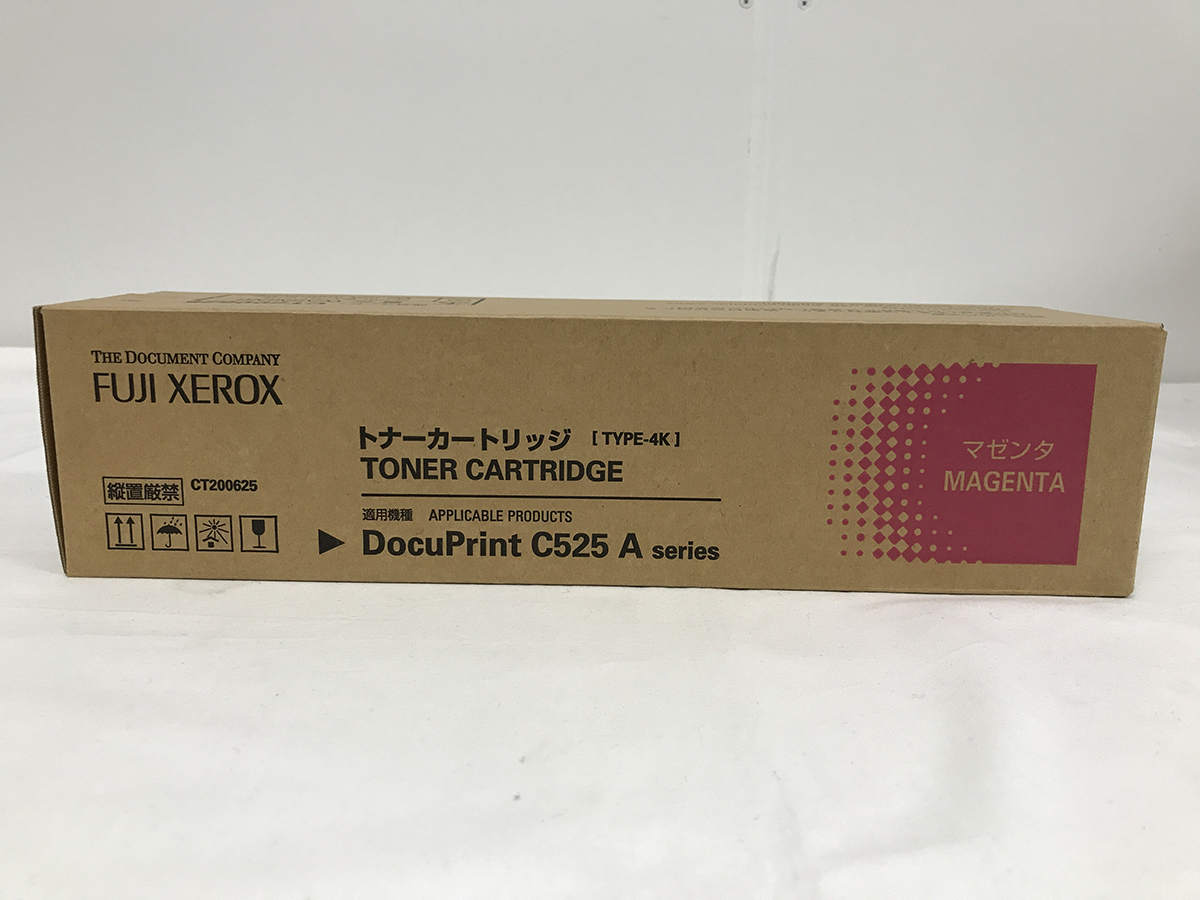 THE DOCUMENT COMPANY
FUJI XEROX
トナーカートリッジ [TYPE-4K]
TONER CARTRIDGE
縦置厳禁 CT200625
適用機種 APPLICABLE PRODUCTS
▶ DocuPrint C525 A series
マゼンタ
MAGENTA